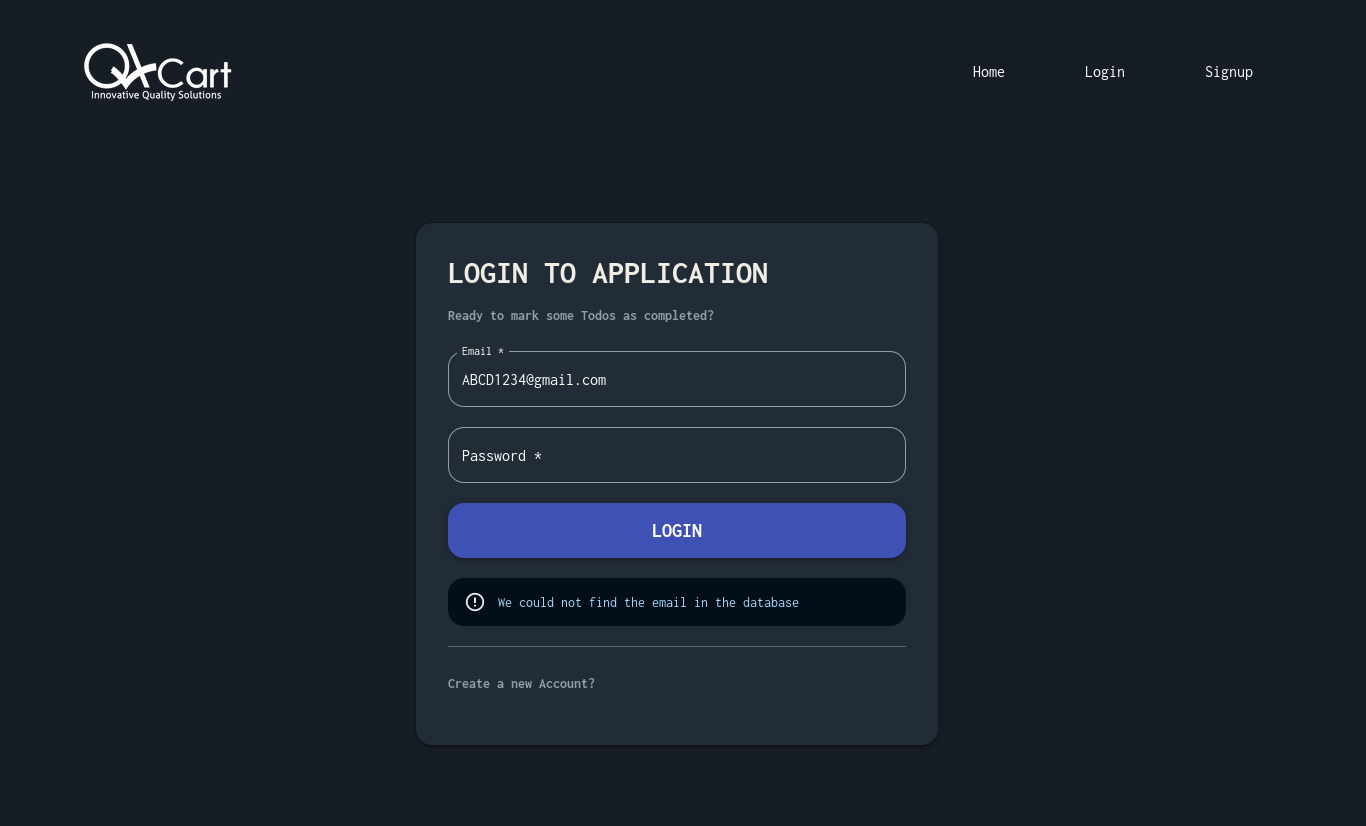 QACart
Innovative Quality Solutions
Home
Login
Signup
LOGIN TO APPLICATION
Ready to mark some Todos as completed?
Email *
ABCD1234@gmail.com
Password *
LOGIN
We could not find the email in the database
Create a new Account?